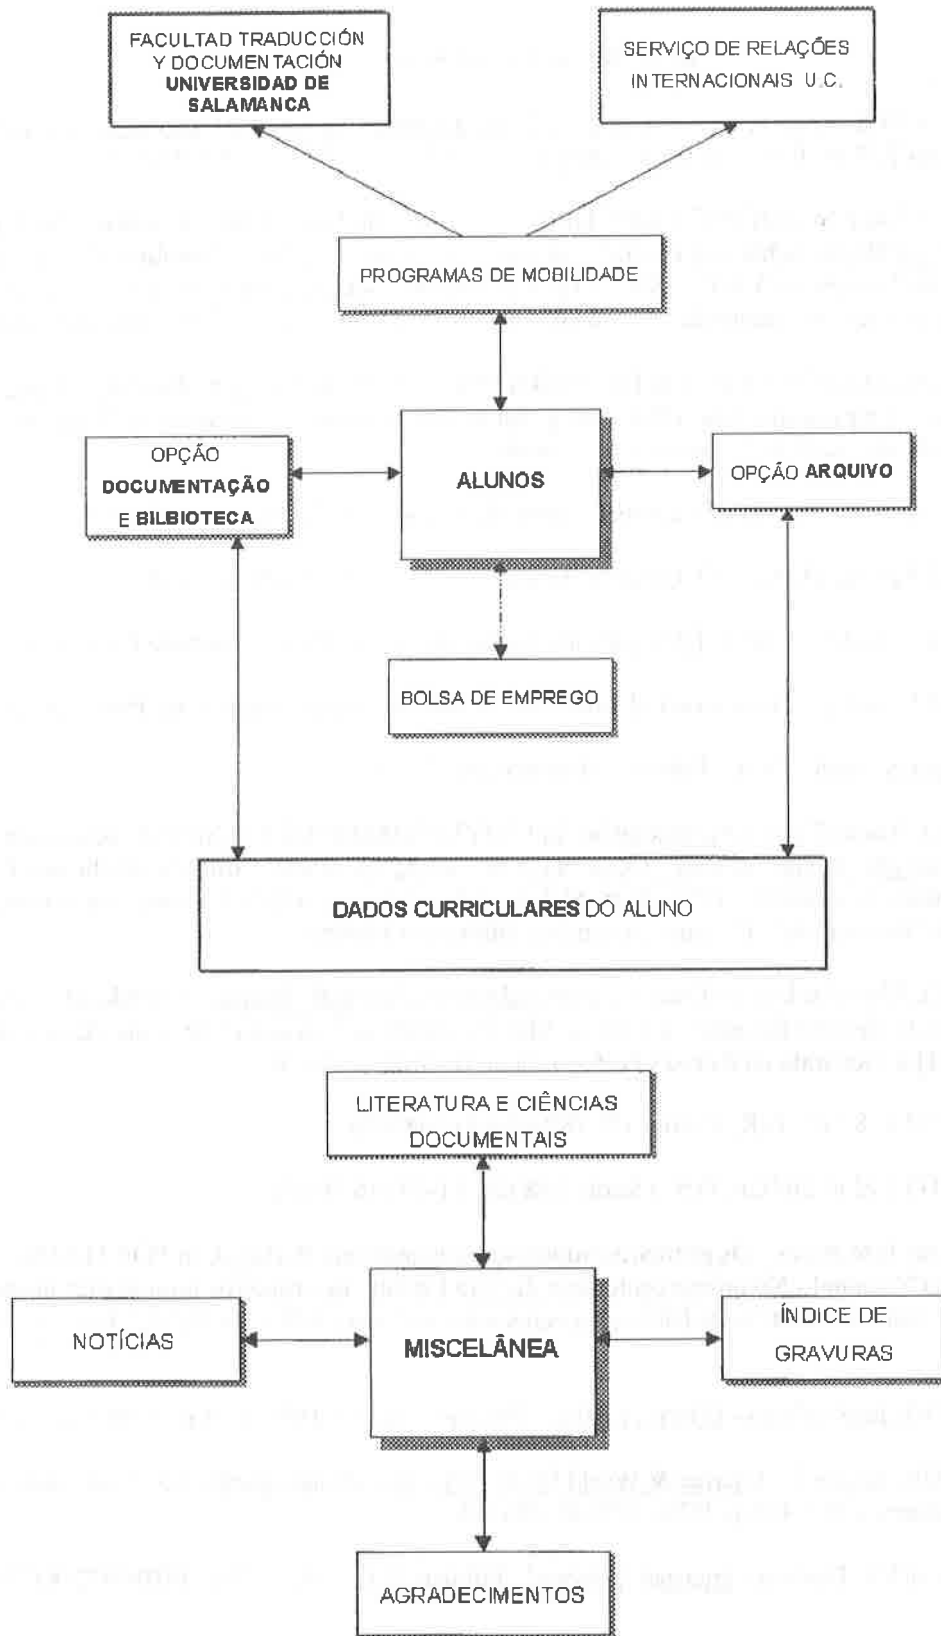 FACULTAD TRADUCCIÓN
Y DOCUMENTACIÓN
UNIVERSIDAD DE
SALAMANCA
SERVIÇO DE RELAÇÕES
INTERNACIONAIS U.C.
PROGRAMAS DE MOBILIDADE
OPÇÃO
DOCUMENTAÇÃO
E BILBIOTECA
ALUNOS
OPÇÃO ARQUIVO
BOLSA DE EMPREGO
DADOS CURRICULARES DO ALUNO
LITERATURA E CIÊNCIAS
DOCUMENTAIS
NOTÍCIAS
MISCELÂNEA
ÍNDICE DE
GRAVURAS
AGRADECIMENTOS